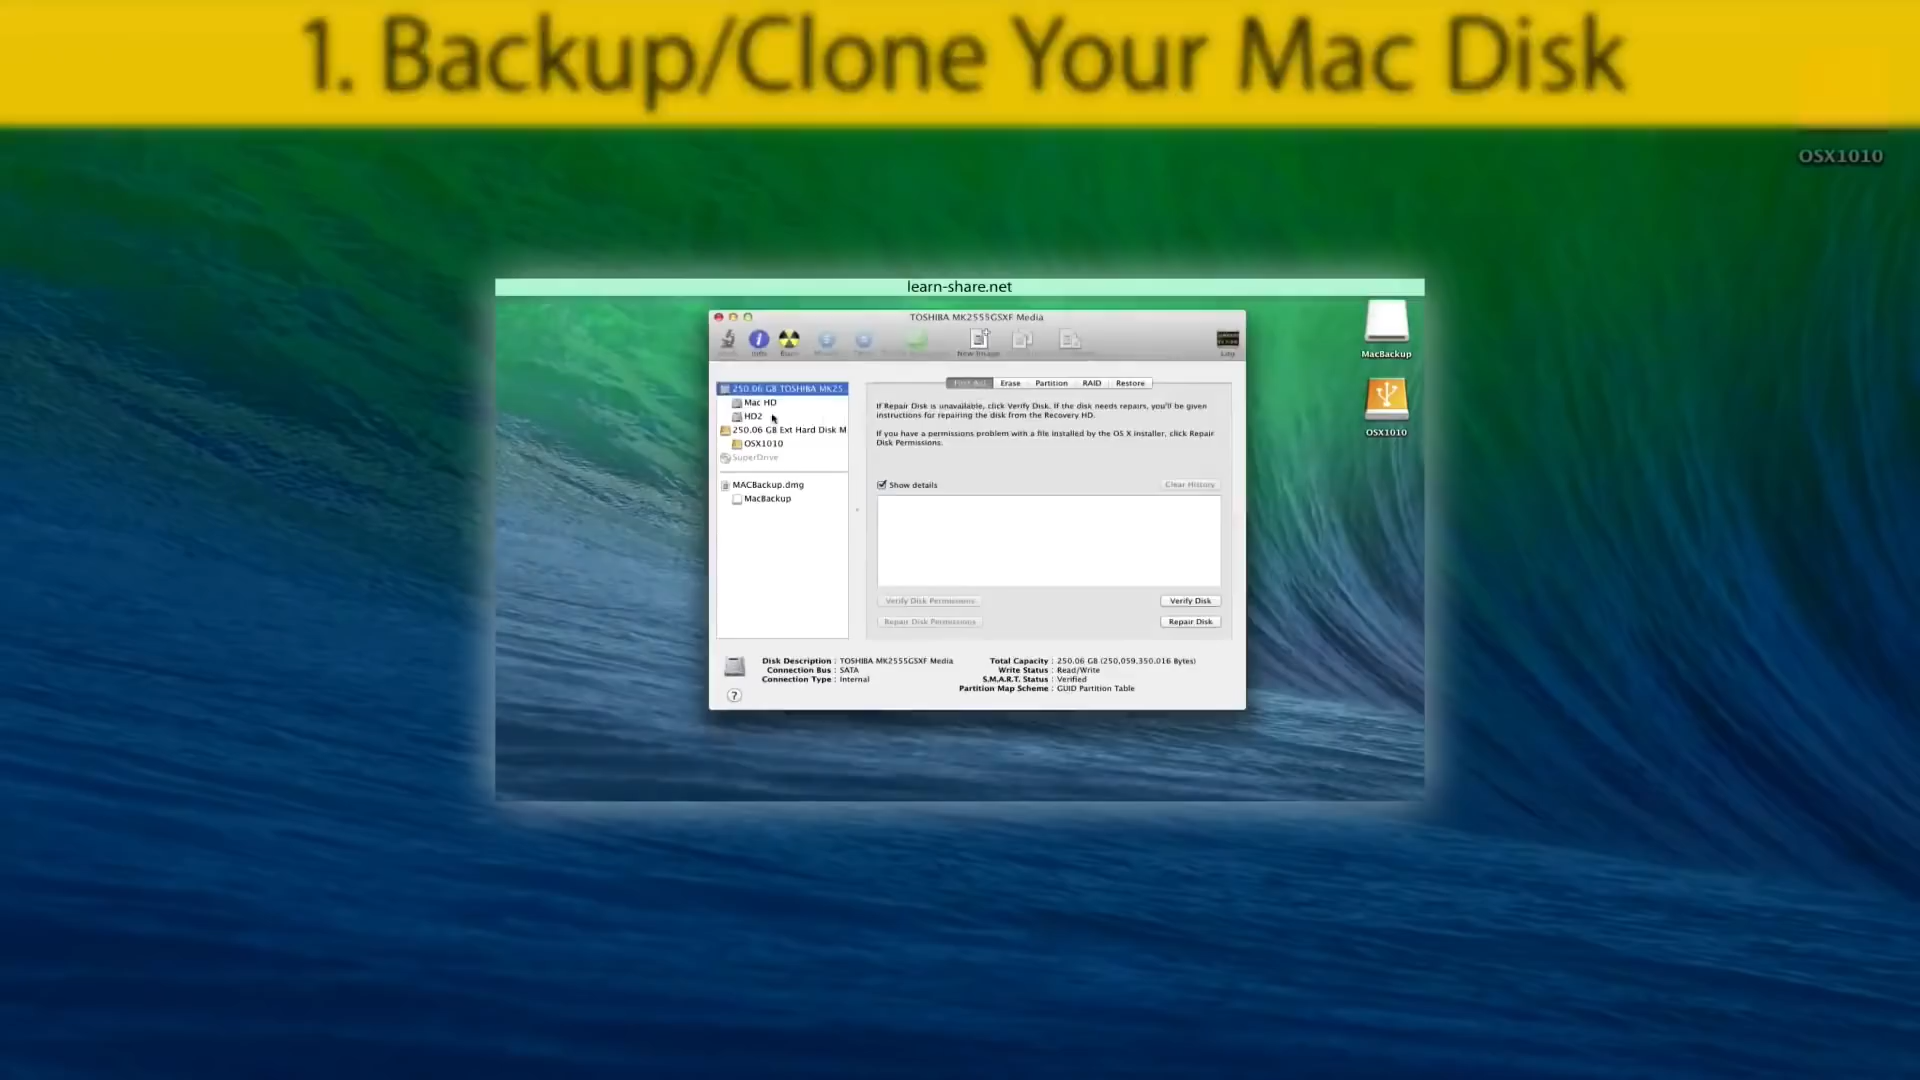 1. Backup/Clone Your Mac Disk
OSX1010
learn-share.net
TOSHIBA MK2555GSXF Media
Info
Burn
New Image
Log
250.06 GB TOSHIBA MK25
Mac HD
HD2
250.06 GB Ext Hard Disk M
OSX1010
SuperDrive
MACBackup.dmg
MacBackup
First Aid
Erase
Partition
RAID
Restore
If Repair Disk is unavailable, click Verify Disk. If the disk needs repairs, you'll be given
instructions for repairing the disk from the Recovery HD.
If you have a permissions problem with a file installed by the OS X installer, click Repair
Disk Permissions.
Show details
Clear History
Verify Disk Permissions
Verify Disk
Repair Disk Permissions
Repair Disk
Disk Description : TOSHIBA MK2555GSXF Media
Connection Bus : SATA
Connection Type : Internal
Total Capacity : 250.06 GB (250,059,350,016 Bytes)
Write Status : Read/Write
S.M.A.R.T. Status : Verified
Partition Map Scheme : GUID Partition Table
?
MacBackup
OSX1010